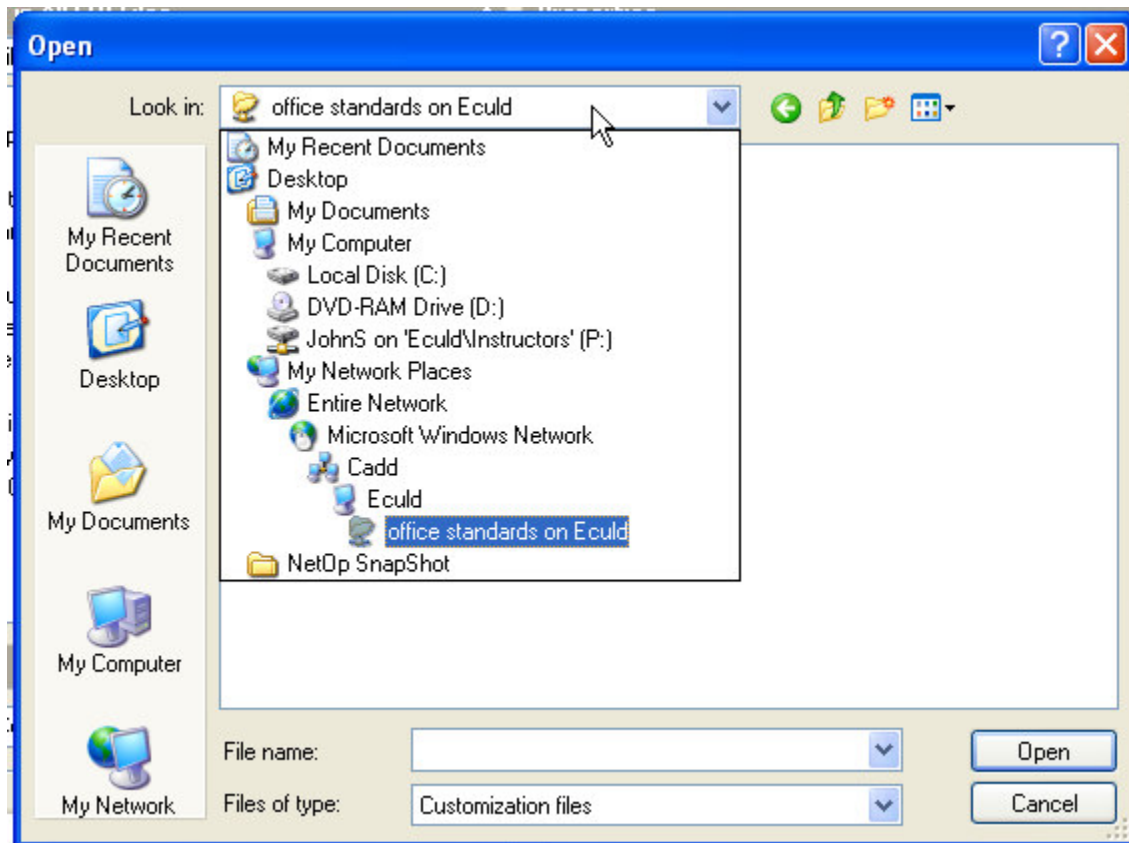 Open
Look in:
office standards on Eculd
My Recent Documents
Desktop
My Documents
My Computer
Local Disk (C:)
DVD-RAM Drive (D:)
JohnS on 'Eculd\Instructors' (P:)
My Network Places
Entire Network
Microsoft Windows Network
Cadd
Eculd
office standards on Eculd
NetOp SnapShot
My Recent
Documents
Desktop
My Documents
My Computer
My Network
File name:
Open
Files of type:
Customization files
Cancel